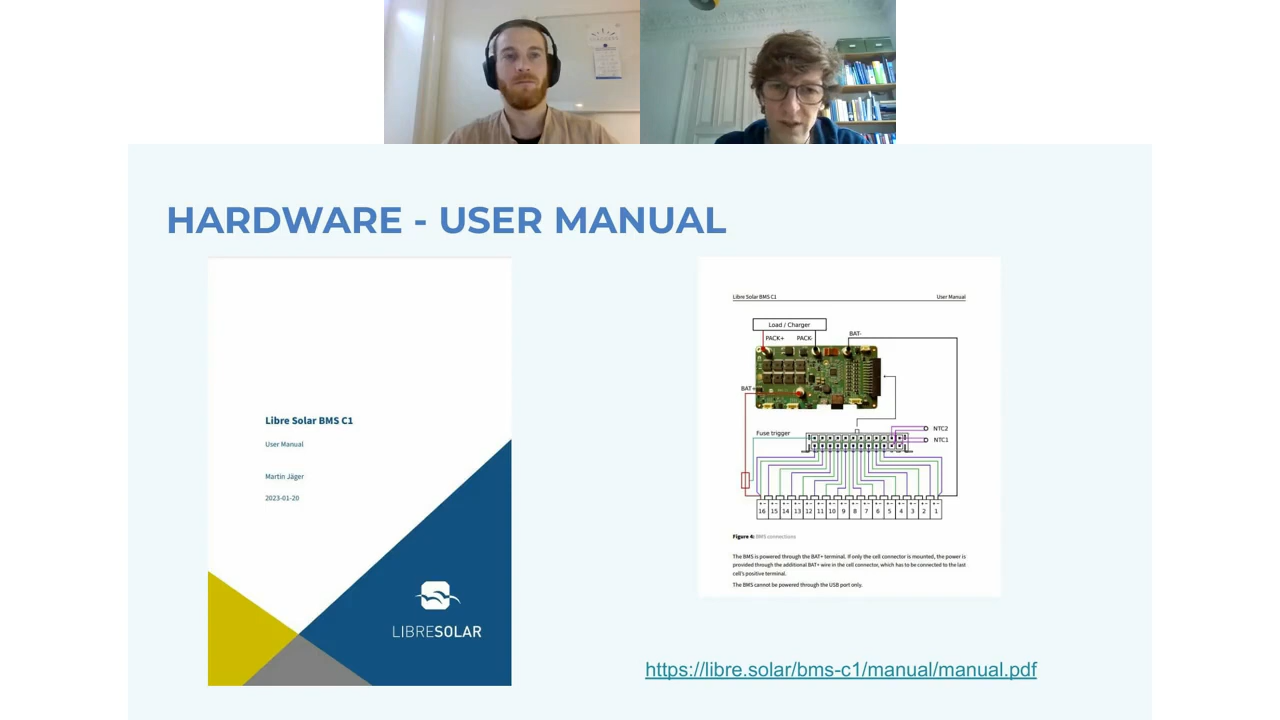 HARDWARE - USER MANUAL
Libre Solar BMS C1
User Manual
Martin Jäger
2023-01-20
LIBRESOLAR
Libre Solar BMS C1
User Manual
Load / Charger
PACK+
PACK-
BAT-
BAT+
Fuse trigger
NTC2
NTC1
16 15 14 13 12 11 10 9 8 7 6 5 4 3 2 1
Figure 4: BMS connections
The BMS is powered through the BAT+ terminal. If only the cell connector is mounted, the power is
provided through the additional BAT+ wire in the cell connector, which has to be connected to the last
cell's positive terminal.
The BMS cannot be powered through the USB port only.
https://libre.solar/bms-c1/manual/manual.pdf